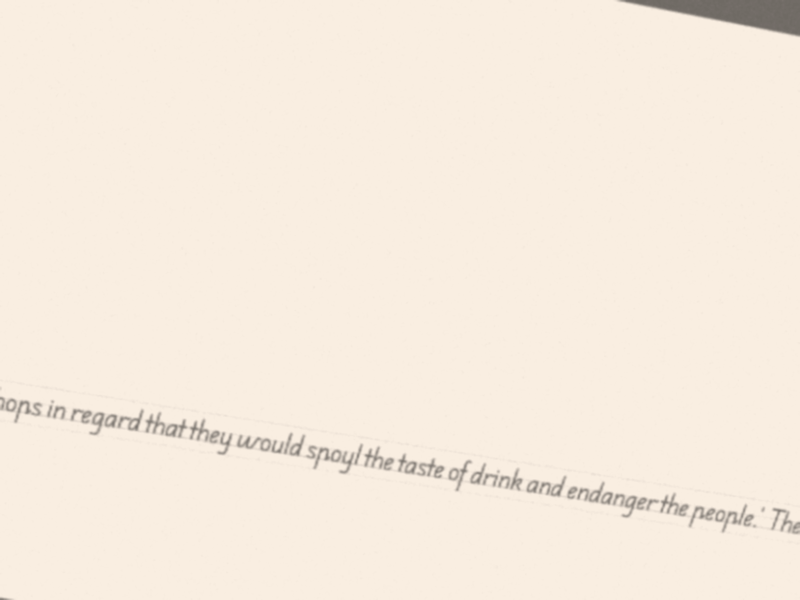 hops in regard that they would spoyl the taste of drink and endanger the people.' The